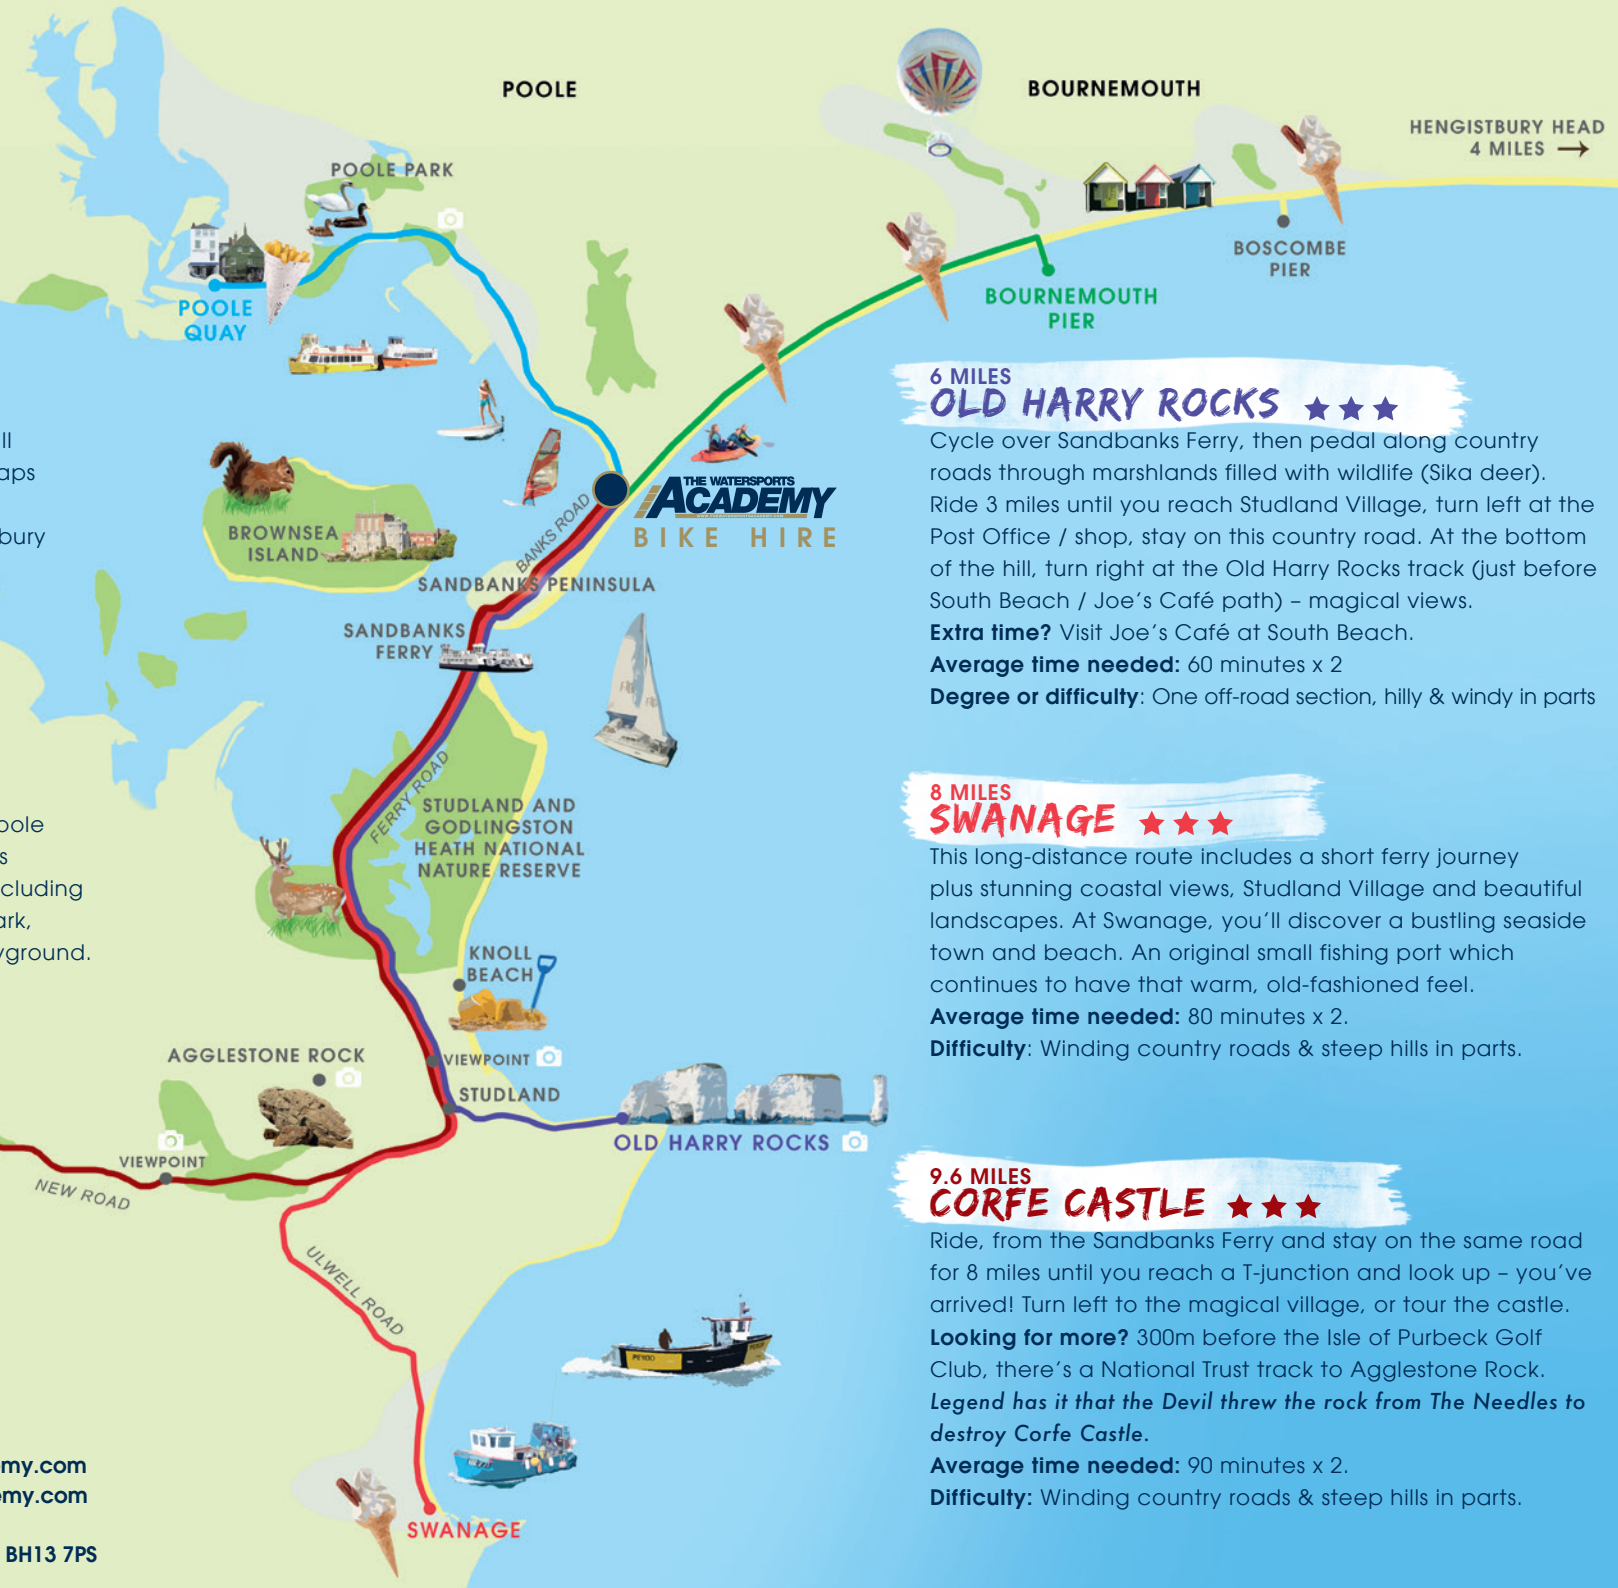 POOLE
BOURNEMOUTH
HENGISTBURY HEAD
4 MILES
POOLE PARK
BOSCOMBE
PIER
POOLE
QUAY
BOURNEMOUTH
PIER
THE WATERSPORTS
ACADEMY
BIKE HIRE
BROWNSEA
ISLAND
BANKS ROAD
SANDBANKS PENINSULA
SANDBANKS
FERRY
FERRY ROAD
STUDLAND AND
GODLINGSTON
HEATH NATIONAL
NATURE RESERVE
KNOLL
BEACH
VIEWPOINT
AGGLESTONE ROCK
STUDLAND
OLD HARRY ROCKS
VIEWPOINT
NEW ROAD
ULWELL ROAD
SWANAGE
ll
aps
bury
oole
s
cluding
ark,
yground.
my.com
emy.com
BH13 7PS
6 MILES
OLD HARRY ROCKS
Cycle over Sandbanks Ferry, then pedal along country
roads through marshlands filled with wildlife (Sika deer).
Ride 3 miles until you reach Studland Village, turn left at the
Post Office / shop, stay on this country road. At the bottom
of the hill, turn right at the Old Harry Rocks track (just before
South Beach / Joe's Café path) – magical views.
Extra time? Visit Joe's Café at South Beach.
Average time needed: 60 minutes x 2
Degree or difficulty: One off-road section, hilly & windy in parts
8 MILES
SWANAGE
This long-distance route includes a short ferry journey
plus stunning coastal views, Studland Village and beautiful
landscapes. At Swanage, you'll discover a bustling seaside
town and beach. An original small fishing port which
continues to have that warm, old-fashioned feel.
Average time needed: 80 minutes x 2.
Difficulty: Winding country roads & steep hills in parts.
9.6 MILES
CORFE CASTLE
Ride, from the Sandbanks Ferry and stay on the same road
for 8 miles until you reach a T-junction and look up – you've
arrived! Turn left to the magical village, or tour the castle.
Looking for more? 300m before the Isle of Purbeck Golf
Club, there's a National Trust track to Agglestone Rock.
Legend has it that the Devil threw the rock from The Needles to
destroy Corfe Castle.
Average time needed: 90 minutes x 2.
Difficulty: Winding country roads & steep hills in parts.